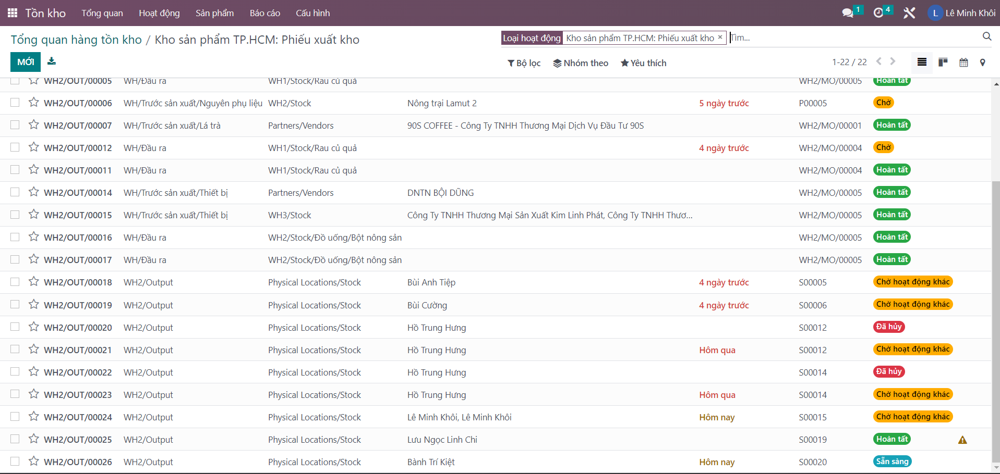 Tồn kho Tổng quan Hoạt động Sản phẩm Báo cáo Cấu hình 1 4 L Lê Minh Khôi
Tổng quan hàng tồn kho / Kho sản phẩm TP.HCM: Phiếu xuất kho Loại hoạt động Kho sản phẩm TP.HCM: Phiếu xuất kho × Tìm...
MỚI Bộ lọc Nhóm theo Yêu thích 1-22 / 22
WH2/OUT/00005 WH/Đầu ra WH1/Stock/Rau củ quả WH2/MO/00005 Hoàn tất
WH2/OUT/00006 WH/Trước sản xuất/Nguyên phụ liệu WH2/Stock Nông trại Lamut 2 5 ngày trước P00005 Chờ
WH2/OUT/00007 WH/Trước sản xuất/Lá trà Partners/Vendors 90S COFFEE - Công Ty TNHH Thương Mại Dịch Vụ Đầu Tư 90S WH2/MO/00001 Hoàn tất
WH2/OUT/00012 WH/Đầu ra WH1/Stock/Rau củ quả 4 ngày trước WH2/MO/00004 Chờ
WH2/OUT/00011 WH/Đầu ra WH1/Stock/Rau củ quả WH2/MO/00004 Hoàn tất
WH2/OUT/00014 WH/Trước sản xuất/Thiết bị Partners/Vendors DNTN BỘI DŨNG WH2/MO/00005 Hoàn tất
WH2/OUT/00015 WH/Trước sản xuất/Thiết bị WH3/Stock Công Ty TNHH Thương Mại Sản Xuất Kim Linh Phát, Công Ty TNHH Thươ... WH2/MO/00005 Hoàn tất
WH2/OUT/00016 WH/Đầu ra WH2/Stock/Đồ uống/Bột nông sản WH2/MO/00005 Hoàn tất
WH2/OUT/00017 WH/Đầu ra WH2/Stock/Đồ uống/Bột nông sản WH2/MO/00005 Hoàn tất
WH2/OUT/00018 WH2/Output Physical Locations/Stock Bùi Anh Tiệp 4 ngày trước S00005 Chờ hoạt động khác
WH2/OUT/00019 WH2/Output Physical Locations/Stock Bùi Cường 4 ngày trước S00006 Chờ hoạt động khác
WH2/OUT/00020 WH2/Output Physical Locations/Stock Hồ Trung Hưng S00012 Đã hủy
WH2/OUT/00021 WH2/Output Physical Locations/Stock Hồ Trung Hưng Hôm qua S00012 Chờ hoạt động khác
WH2/OUT/00022 WH2/Output Physical Locations/Stock Hồ Trung Hưng S00014 Đã hủy
WH2/OUT/00023 WH2/Output Physical Locations/Stock Hồ Trung Hưng Hôm qua S00014 Chờ hoạt động khác
WH2/OUT/00024 WH2/Output Physical Locations/Stock Lê Minh Khôi, Lê Minh Khôi Hôm nay S00015 Chờ hoạt động khác
WH2/OUT/00025 WH2/Output Physical Locations/Stock Lưu Ngọc Linh Chi S00019 Hoàn tất
WH2/OUT/00026 WH2/Output Physical Locations/Stock Bành Trí Kiệt Hôm nay S00020 Sẵn sàng